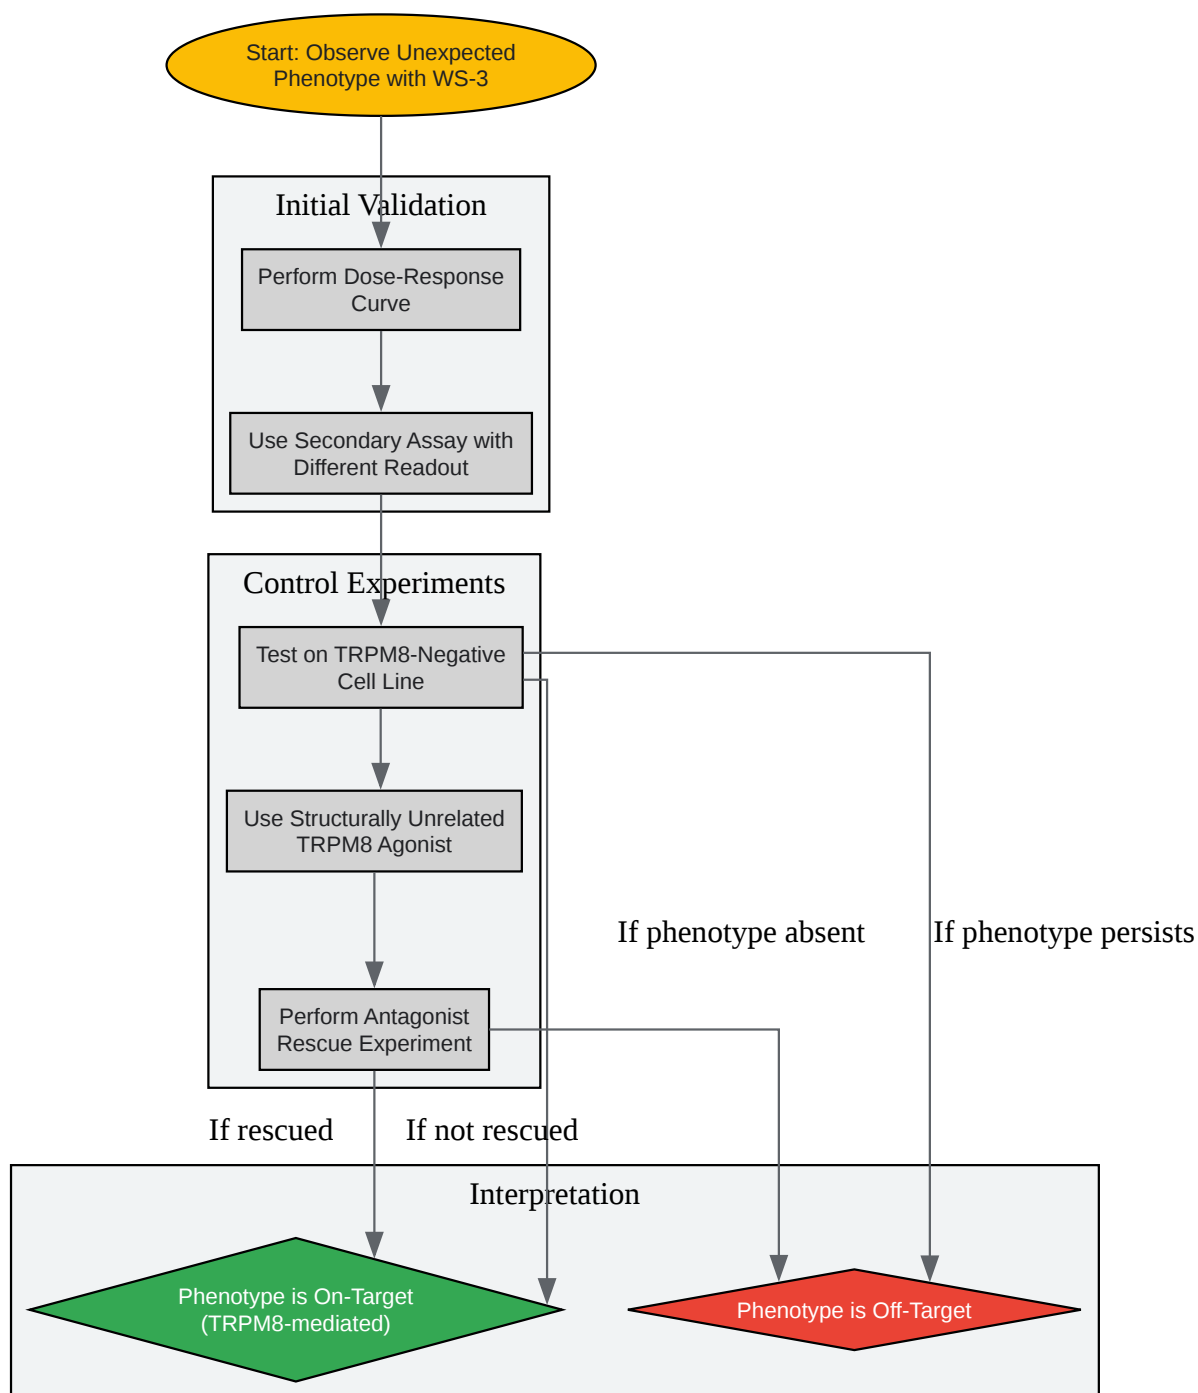 Start: Observe Unexpected
Phenotype with WS-3
Initial Validation
Perform Dose-Response
Curve
Use Secondary Assay with
Different Readout
Control Experiments
Test on TRPM8-Negative
Cell Line
Use Structurally Unrelated
TRPM8 Agonist
If phenotype absent
If phenotype persists
Perform Antagonist
Rescue Experiment
If rescued
If not rescued
Interpretation
Phenotype is On-Target
(TRPM8-mediated)
Phenotype is Off-Target